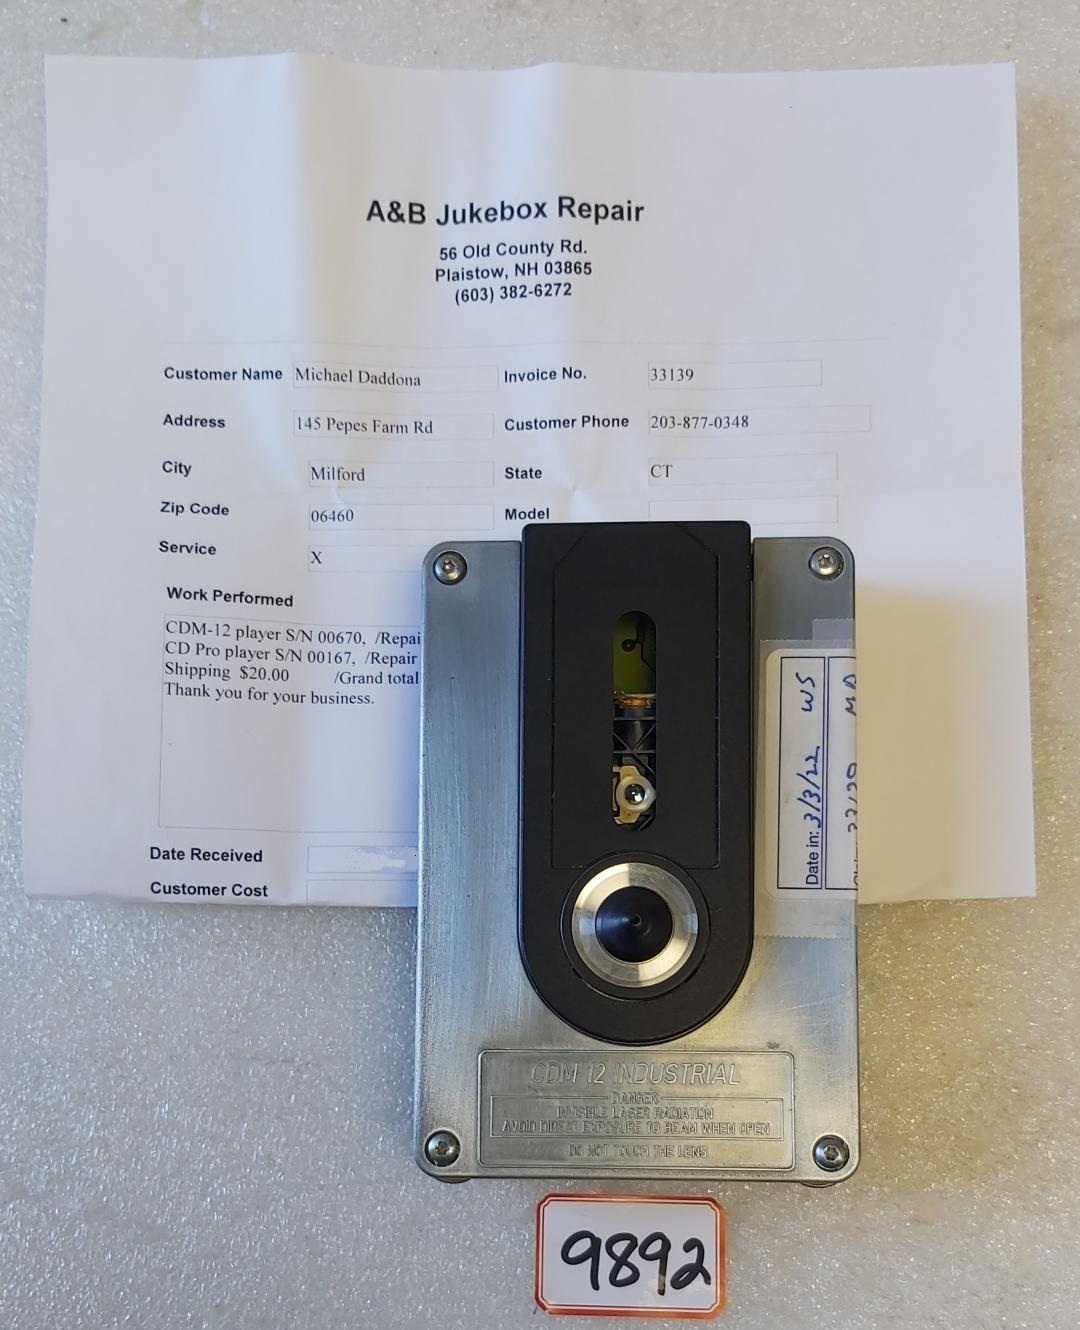 A&B Jukebox Repair
56 Old County Rd.
Plaistow, NH 03865
(603) 382-6272
Customer Name Michael Daddona Invoice No. 33139
Address 145 Pepes Farm Rd Customer Phone 203-877-0348
City Milford State CT
Zip Code 06460 Model
Service X
Work Performed
CDM-12 player S/N 00670, /Repai
CD Pro player S/N 00167, /Repair
Shipping $20.00 /Grand total
Thank you for your business.
Date Received
Customer Cost
Date in: 3/3/22 WS
MD
CDM 12 INDUSTRIAL
DANGER
INVISIBLE LASER RADIATION
AVOID DIRECT EXPOSURE TO BEAM WHEN OPEN
DO NOT TOUCH THE LENS
9892